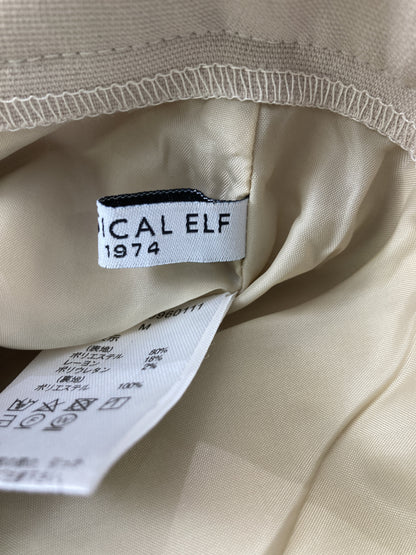 ICAL ELF
1974
960111
M
(表地)
ポリエステル 80%
レーヨン 18%
ポリウレタン 2%
(裏地)
ポリエステル 100%